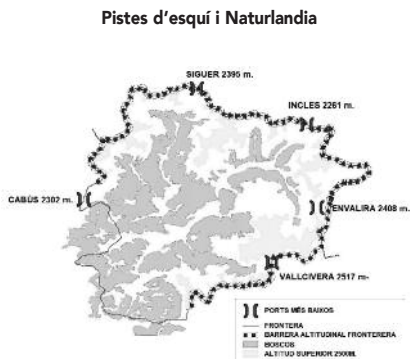 Pistes d'esquí i Naturlandia
SIGUER 2395 m.
INCLES 2261 m.
CABÚS 2302 m.
ENVALIRA 2408 m.
VALLCIVERA 2517 m-
PORTS MÉS BAIXOS
FRONTERA
BARRERA ALTITUDINAL FRONTERERA
BOSCOS
ALTITUD SUPERIOR 2500M.